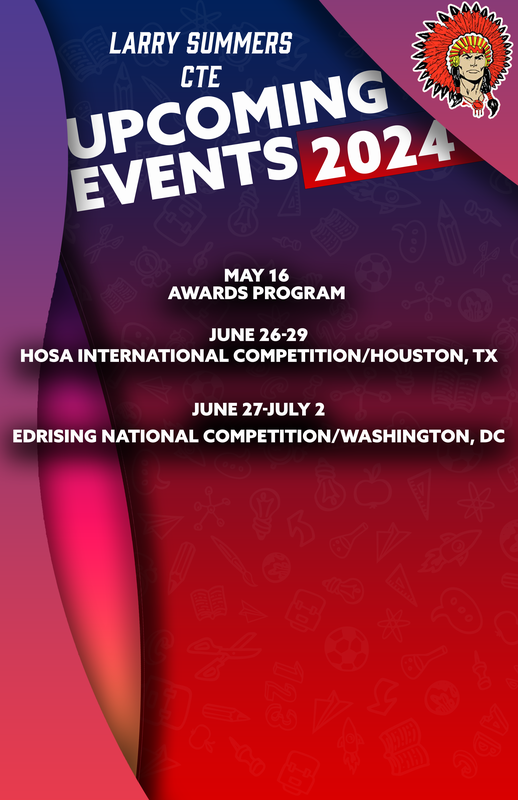 LARRY SUMMERS
CTE
UPCOMING
EVENTS 2024
MAY 16
AWARDS PROGRAM
JUNE 26-29
HOSA INTERNATIONAL COMPETITION/HOUSTON, TX
JUNE 27-JULY 2
EDRISING NATIONAL COMPETITION/WASHINGTON, DC